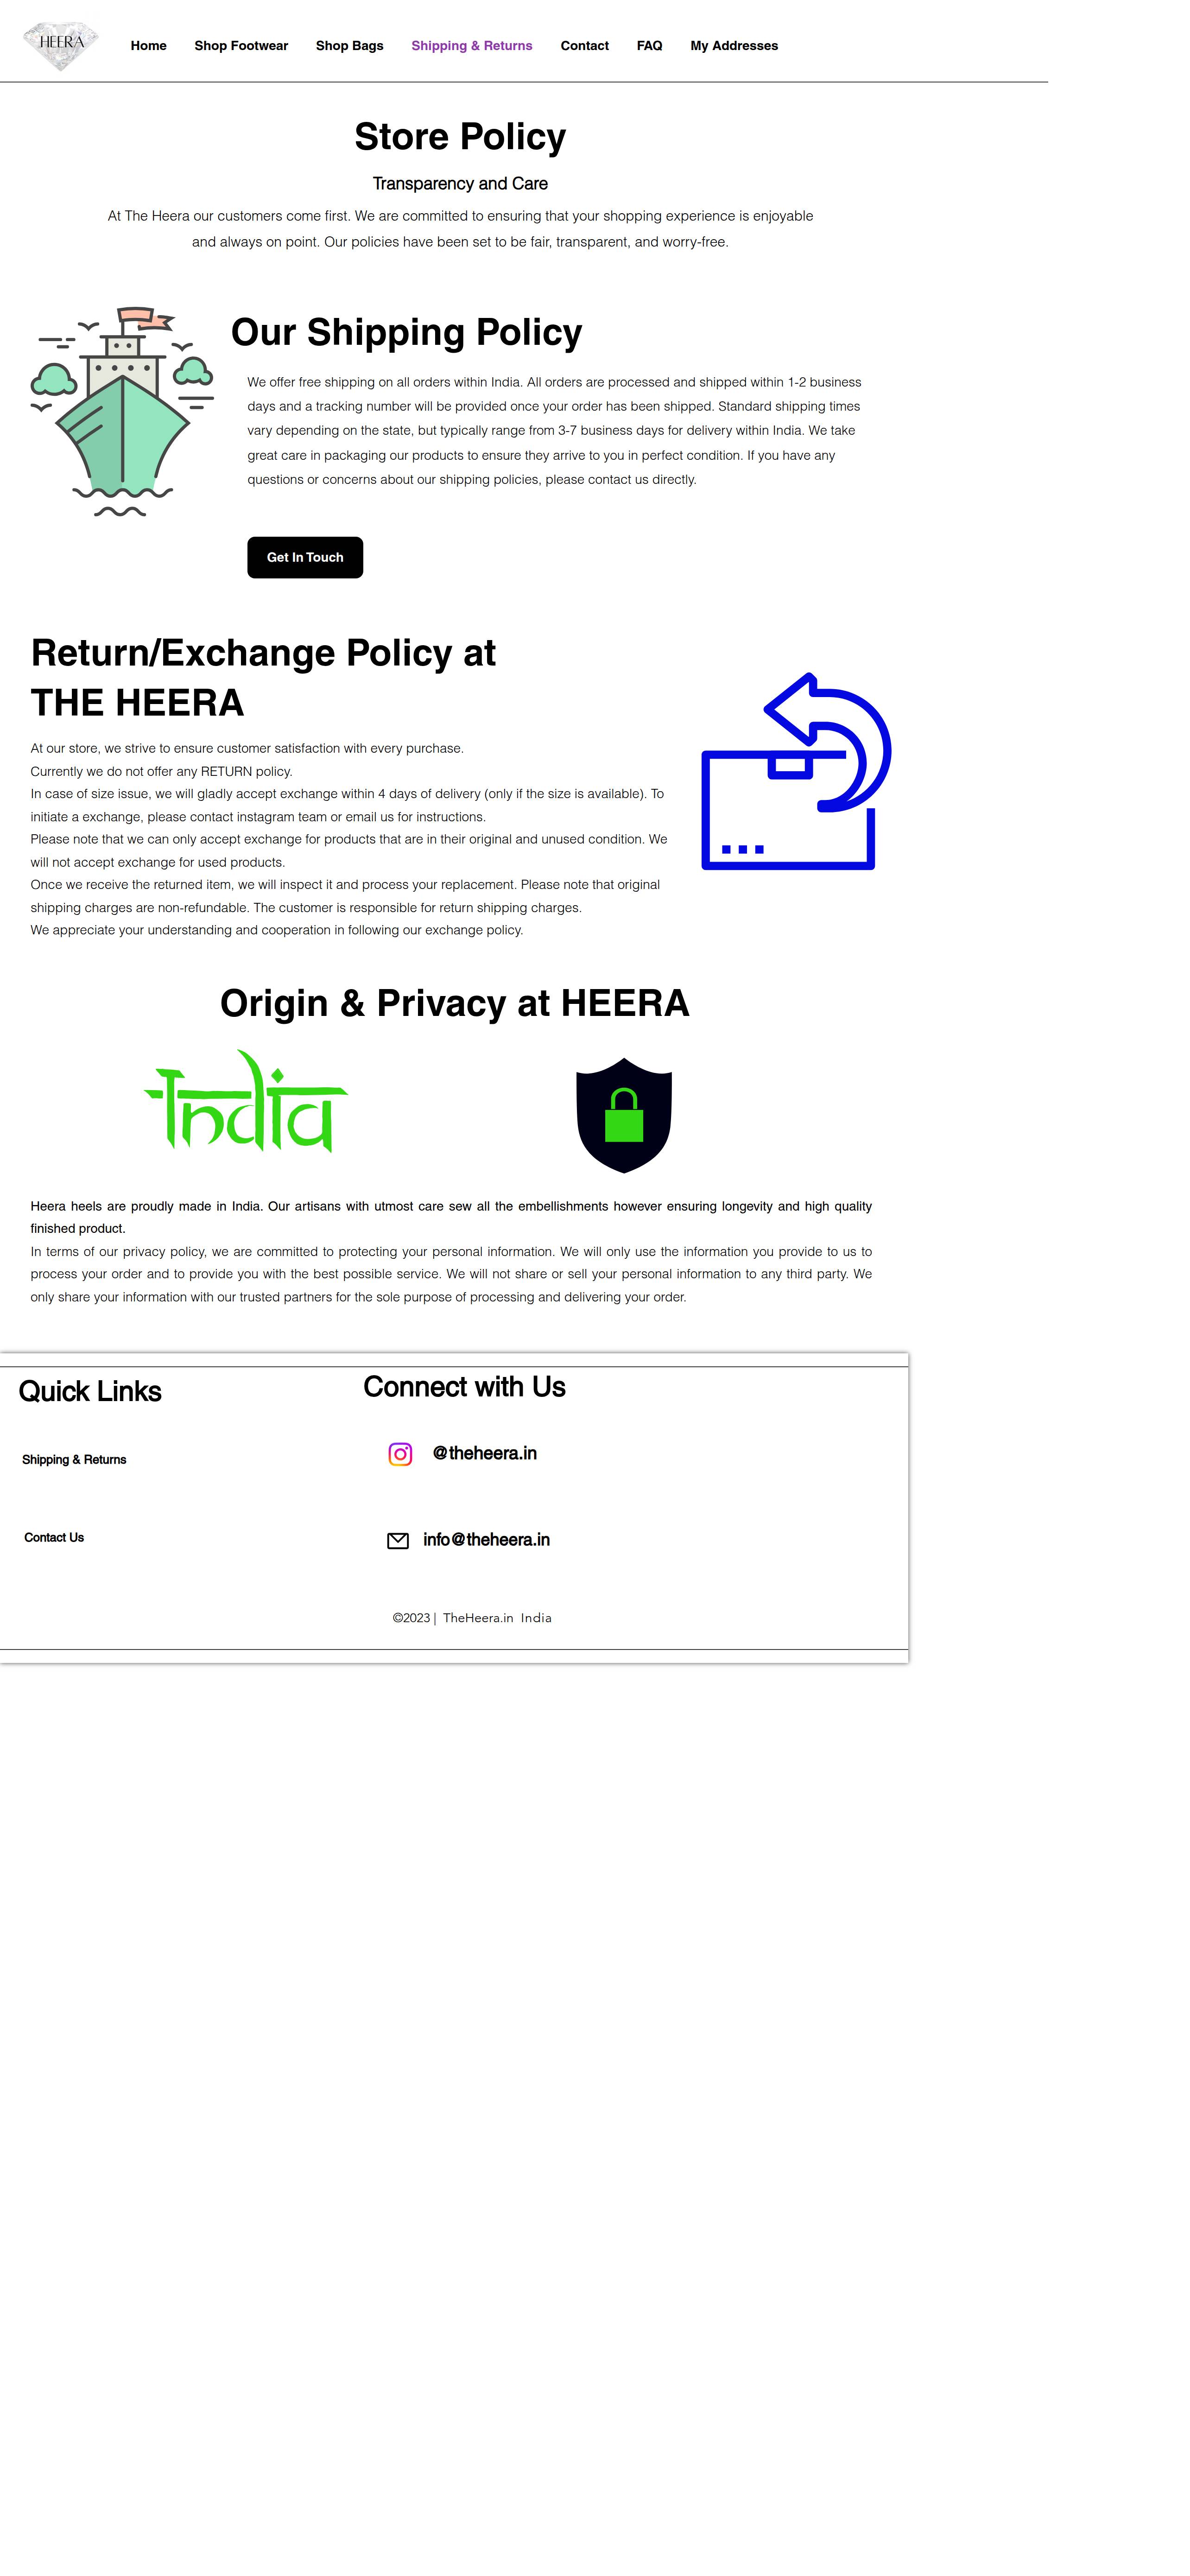 HEERA
Home
Shop Footwear
Shop Bags
Shipping & Returns
Contact
FAQ
My Addresses
Store Policy
Transparency and Care
At The Heera our customers come first. We are committed to ensuring that your shopping experience is enjoyable
and always on point. Our policies have been set to be fair, transparent, and worry-free.
Our Shipping Policy
We offer free shipping on all orders within India. All orders are processed and shipped within 1-2 business
days and a tracking number will be provided once your order has been shipped. Standard shipping times
vary depending on the state, but typically range from 3-7 business days for delivery within India. We take
great care in packaging our products to ensure they arrive to you in perfect condition. If you have any
questions or concerns about our shipping policies, please contact us directly.
Get In Touch
Return/Exchange Policy at
THE HEERA
At our store, we strive to ensure customer satisfaction with every purchase.
Currently we do not offer any RETURN policy.
In case of size issue, we will gladly accept exchange within 4 days of delivery (only if the size is available). To
initiate a exchange, please contact instagram team or email us for instructions.
Please note that we can only accept exchange for products that are in their original and unused condition. We
will not accept exchange for used products.
Once we receive the returned item, we will inspect it and process your replacement. Please note that original
shipping charges are non-refundable. The customer is responsible for return shipping charges.
We appreciate your understanding and cooperation in following our exchange policy.
Origin & Privacy at HEERA
India
Heera heels are proudly made in India. Our artisans with utmost care sew all the embellishments however ensuring longevity and high quality
finished product.
In terms of our privacy policy, we are committed to protecting your personal information. We will only use the information you provide to us to
process your order and to provide you with the best possible service. We will not share or sell your personal information to any third party. We
only share your information with our trusted partners for the sole purpose of processing and delivering your order.
Quick Links
Connect with Us
Shipping & Returns
@theheera.in
Contact Us
info@theheera.in
©2023 | TheHeera.in India